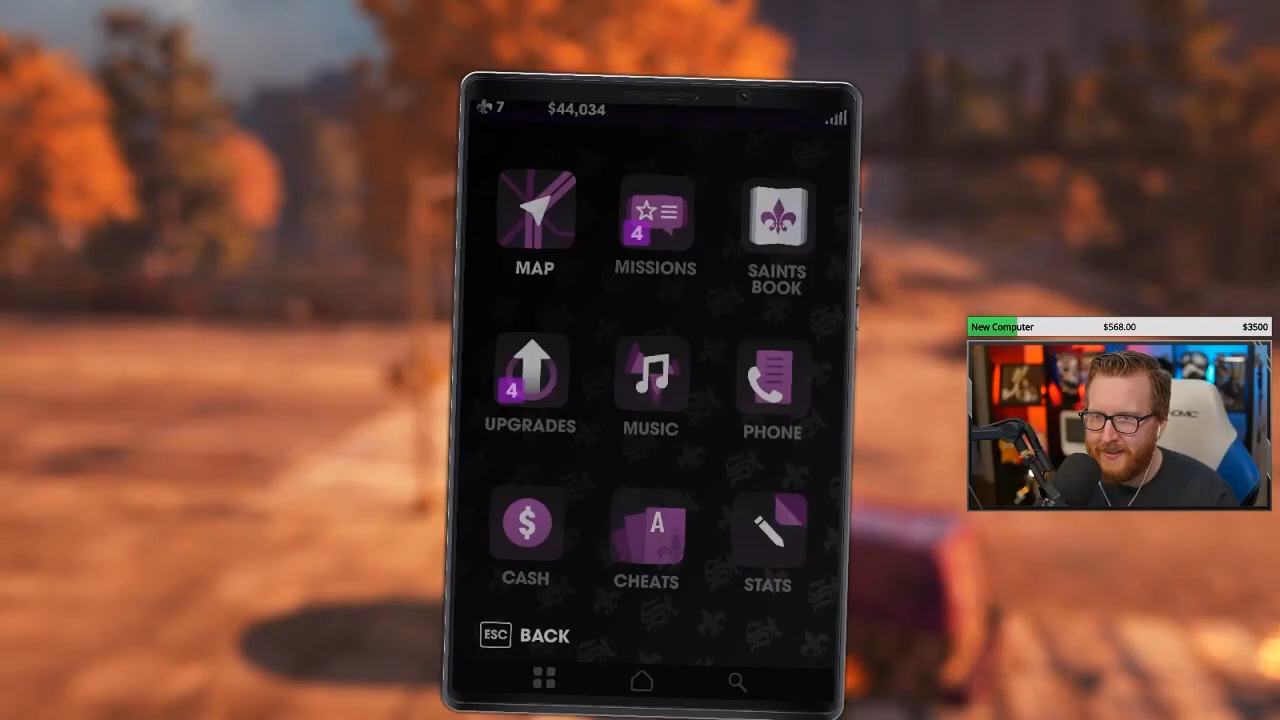 7 $44,034
MAP
4
MISSIONS
SAINTS
BOOK
4
UPGRADES
MUSIC
PHONE
$
CASH
A
CHEATS
STATS
ESC BACK
New Computer $568.00 $3500